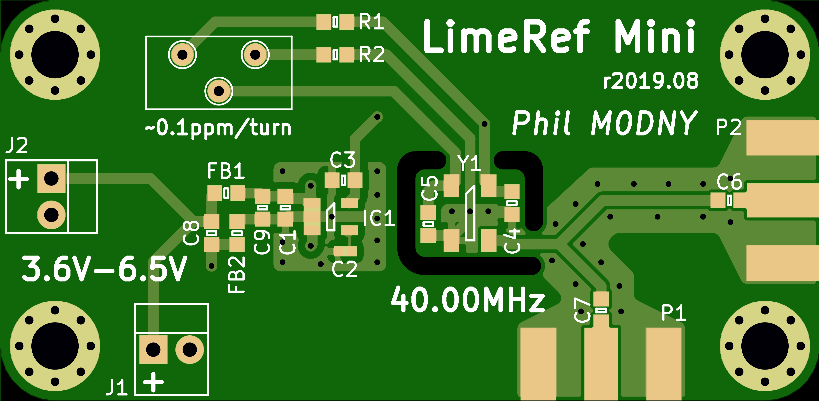 R1
LimeRef Mini
R2
r2019.08
~0.1ppm/turn
Phil MODNY
P2
J2
C3
Y1
+
FB1
C5
C6
C8
C9
C1
IC1
C4
FB2
C2
3.6V-6.5V
40.00MHz
C7
P1
+
J1